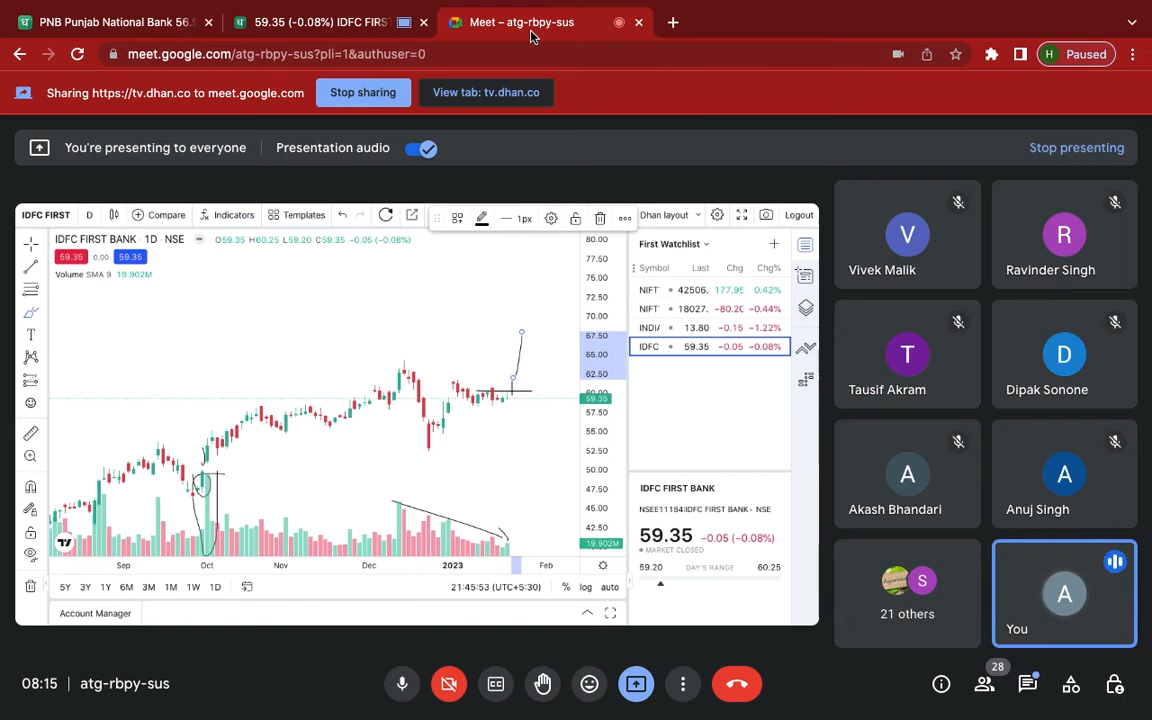 PNB Punjab National Bank 56.9
59.35 (-0.08%) IDFC FIRS
Meet – atg-rbpy-sus
meet.google.com/atg-rbpy-sus?pli=1&authuser=0
H Paused
Sharing https://tv.dhan.co to meet.google.com
Stop sharing
View tab: tv.dhan.co
You're presenting to everyone
Presentation audio
Stop presenting
IDFC FIRST
D
Compare
Indicators
Templates
1px
Dhan layout
Logout
IDFC FIRST BANK · 1D · NSE
O59.35 H60.25 L59.20 C59.35 −0.05 (−0.08%)
59.35 0.00 59.35
Volume SMA 9 19.902M
80.00
77.50
75.00
72.50
70.00
67.50
65.00
62.50
60.00
59.35
57.50
55.00
52.50
50.00
47.50
45.00
42.50
19.902M
Sep Oct Nov Dec 2023 Feb
5Y 3Y 1Y 6M 3M 1M 1W 1D
21:45:53 (UTC+5:30)
% log auto
Account Manager
First Watchlist
Symbol Last Chg Chg%
NIFT 42506. 177.95 0.42%
NIFT 18027. −80.20 −0.44%
INDIA 13.80 −0.15 −1.22%
IDFC 59.35 −0.05 −0.08%
IDFC FIRST BANK
NSEE11184:IDFC FIRST BANK - NSE
59.35 −0.05 (−0.08%)
MARKET CLOSED
59.20 DAY'S RANGE 60.25
V
Vivek Malik
R
Ravinder Singh
T
Tausif Akram
D
Dipak Sonone
A
Akash Bhandari
A
Anuj Singh
S
21 others
A
You
08:15 | atg-rbpy-sus
28